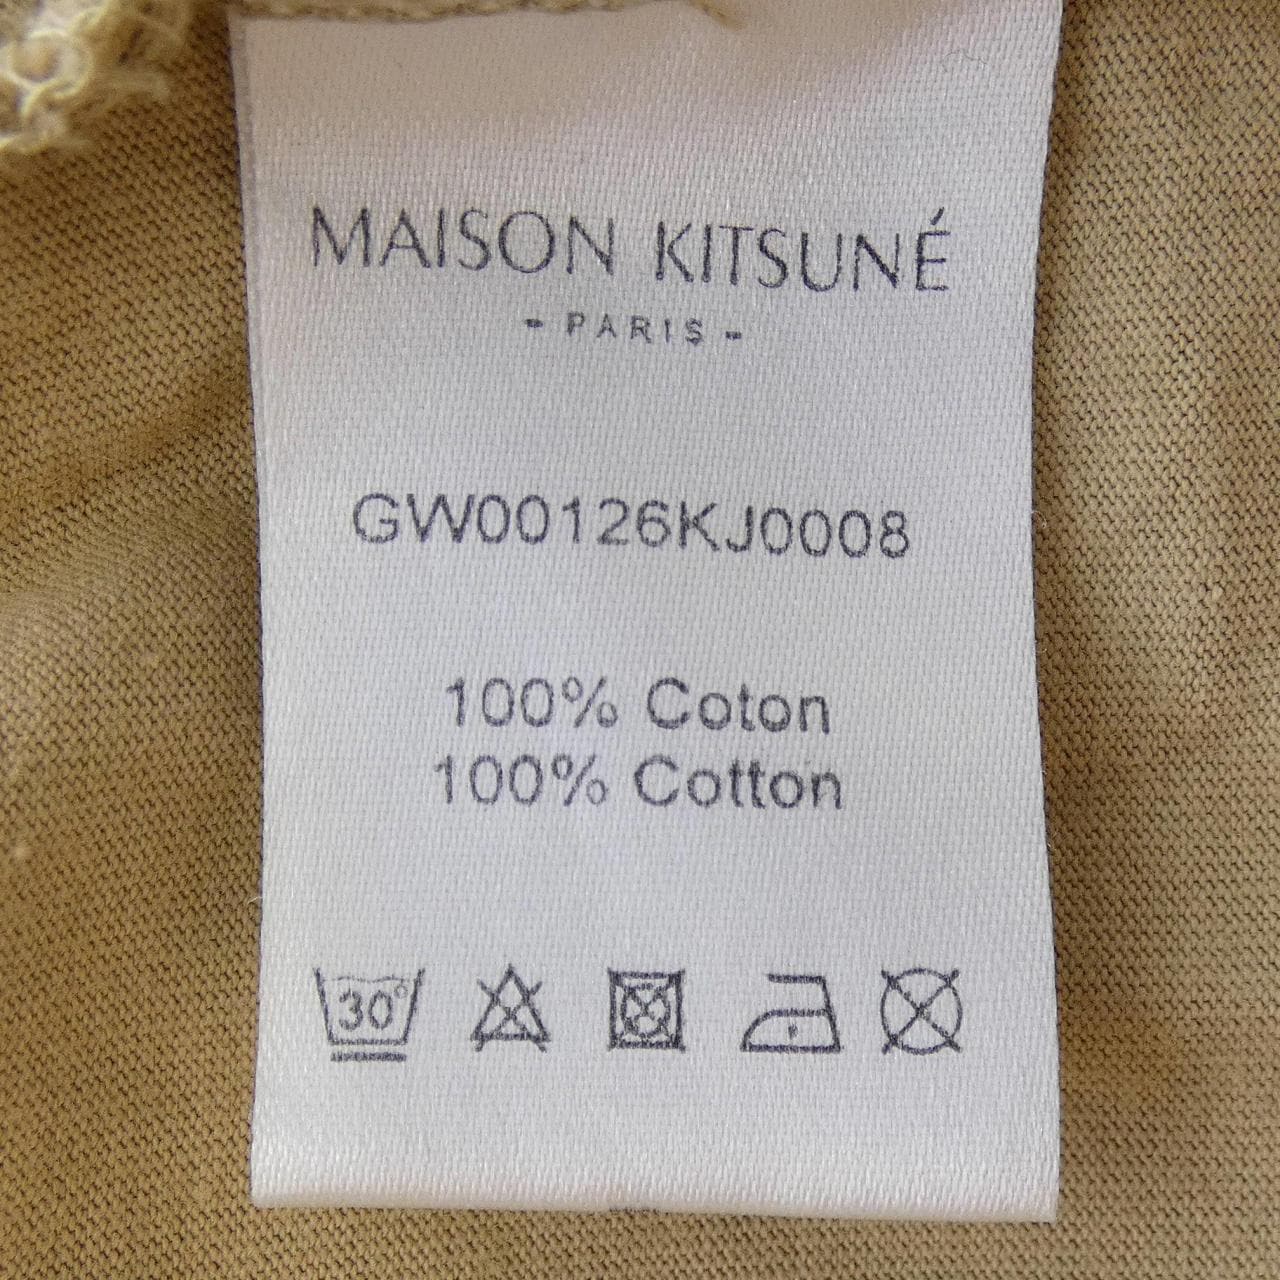 MAISON KITSUNÉ
- PARIS -
GW00126KJ0008
100% Coton
100% Cotton
30°